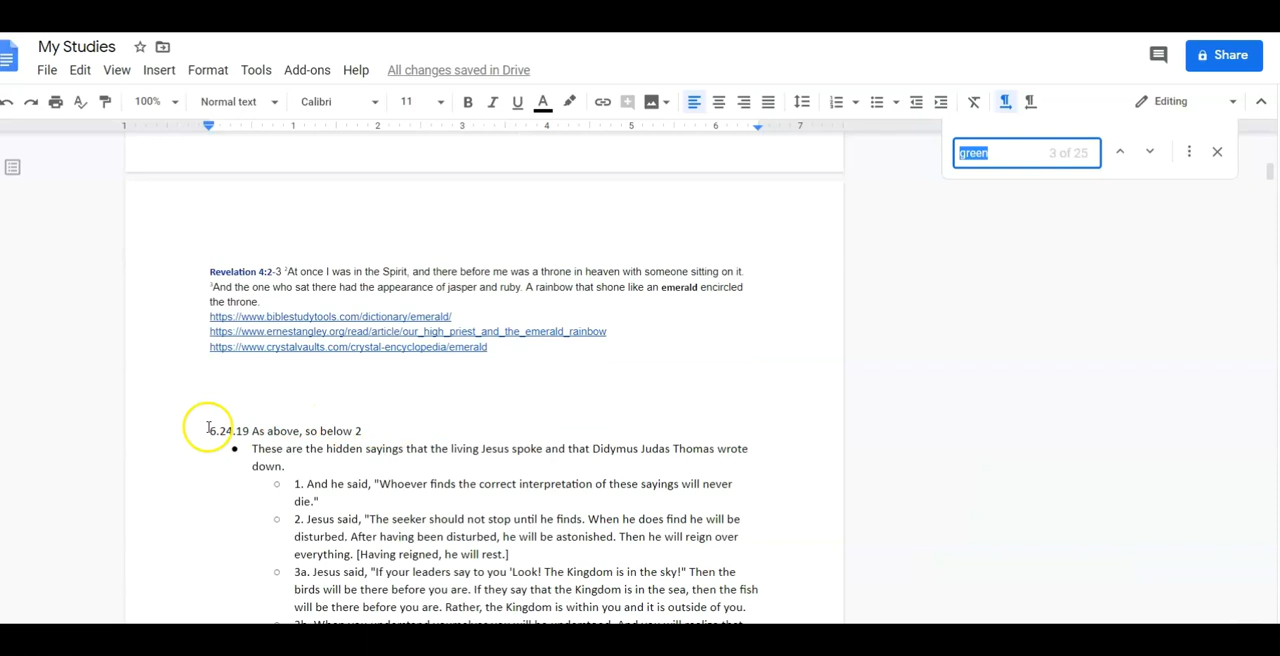 My Studies
Share
File Edit View Insert Format Tools Add-ons Help All changes saved in Drive
100% Normal text Calibri 11 B I U A Editing
1 1 2 3 4 5 6 7
green 3 of 25
Revelation 4:2-3 ²At once I was in the Spirit, and there before me was a throne in heaven with someone sitting on it.
³And the one who sat there had the appearance of jasper and ruby. A rainbow that shone like an emerald encircled
the throne.
https://www.biblestudytools.com/dictionary/emerald/
https://www.ernestangley.org/read/article/our_high_priest_and_the_emerald_rainbow
https://www.crystalvaults.com/crystal-encyclopedia/emerald
6.24.19 As above, so below 2
● These are the hidden sayings that the living Jesus spoke and that Didymus Judas Thomas wrote
down.
○ 1. And he said, "Whoever finds the correct interpretation of these sayings will never
die."
○ 2. Jesus said, "The seeker should not stop until he finds. When he does find he will be
disturbed. After having been disturbed, he will be astonished. Then he will reign over
everything. [Having reigned, he will rest.]
○ 3a. Jesus said, "If your leaders say to you 'Look! The Kingdom is in the sky!" Then the
birds will be there before you are. If they say that the Kingdom is in the sea, then the fish
will be there before you are. Rather, the Kingdom is within you and it is outside of you.